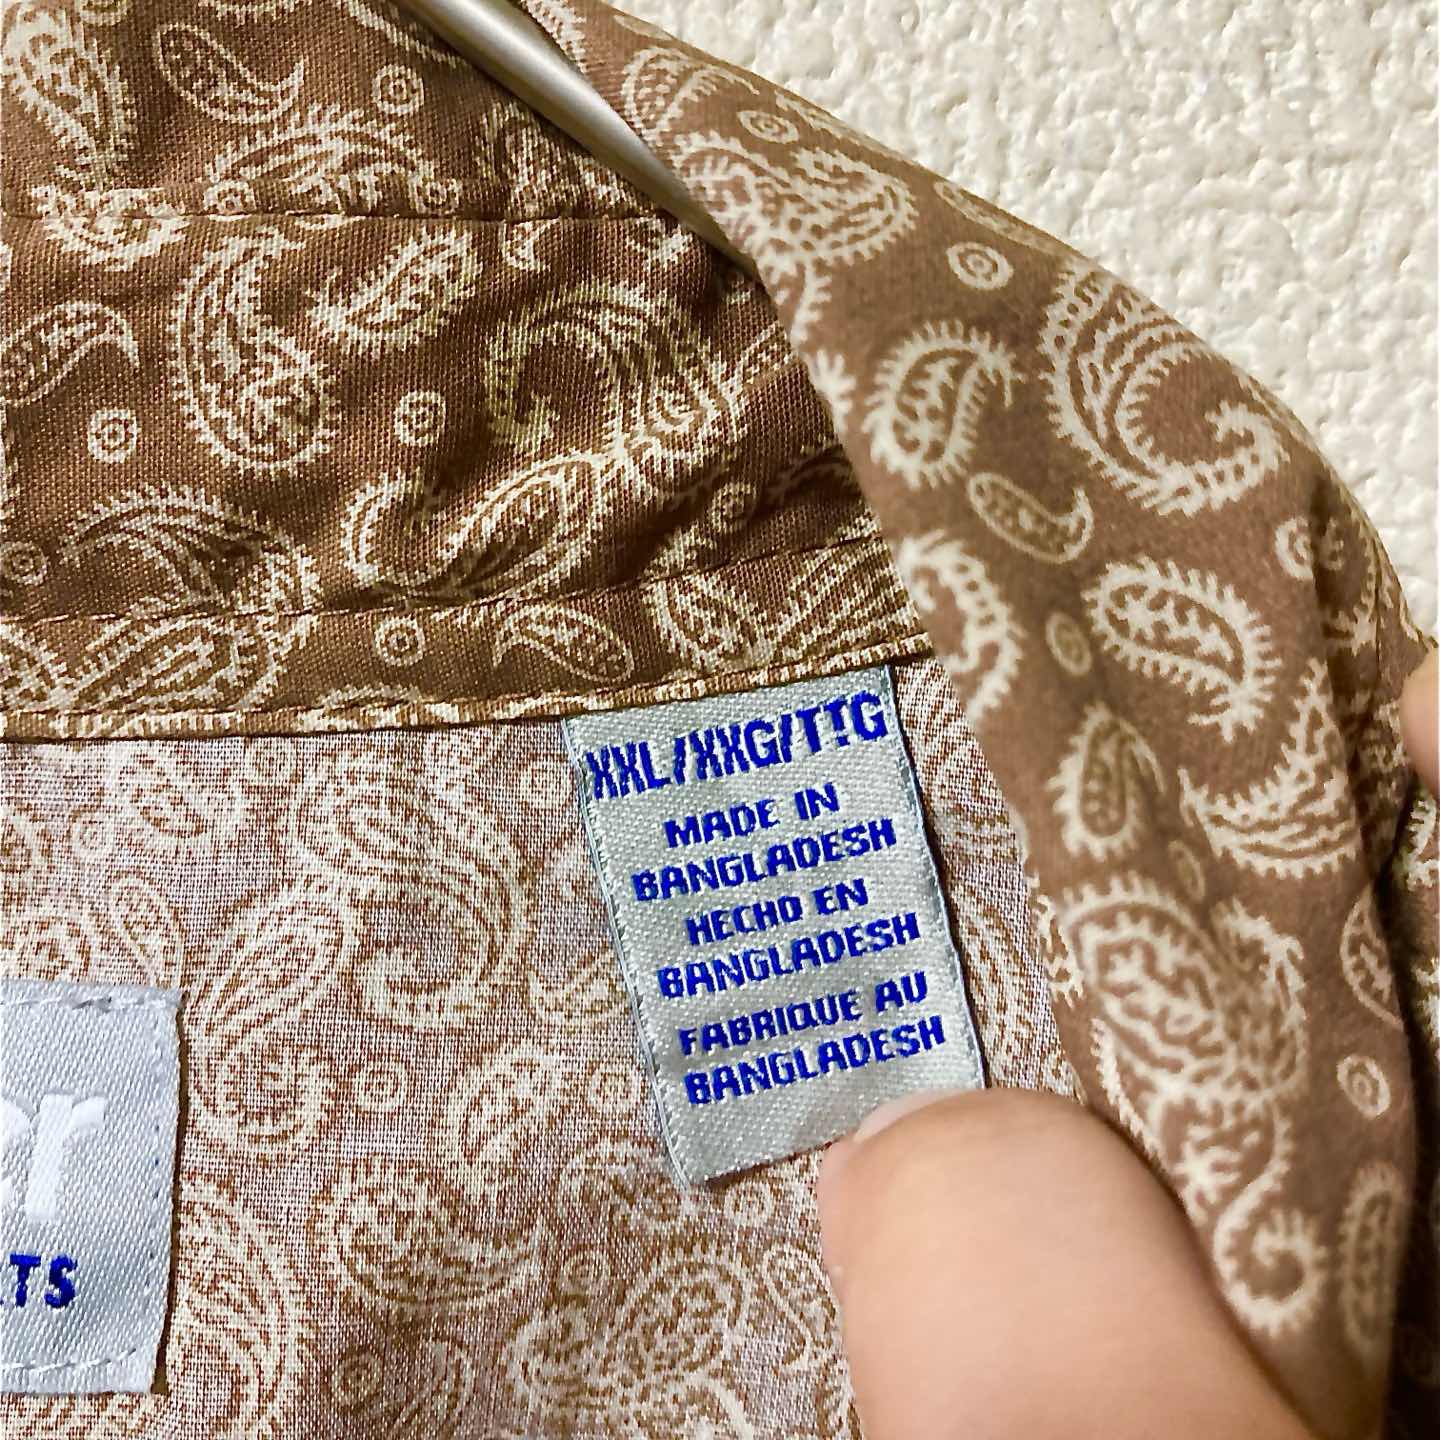 XXL/XXG/TTG
MADE IN
BANGLADESH
HECHO EN
BANGLADESH
FABRIQUE AU
BANGLADESH